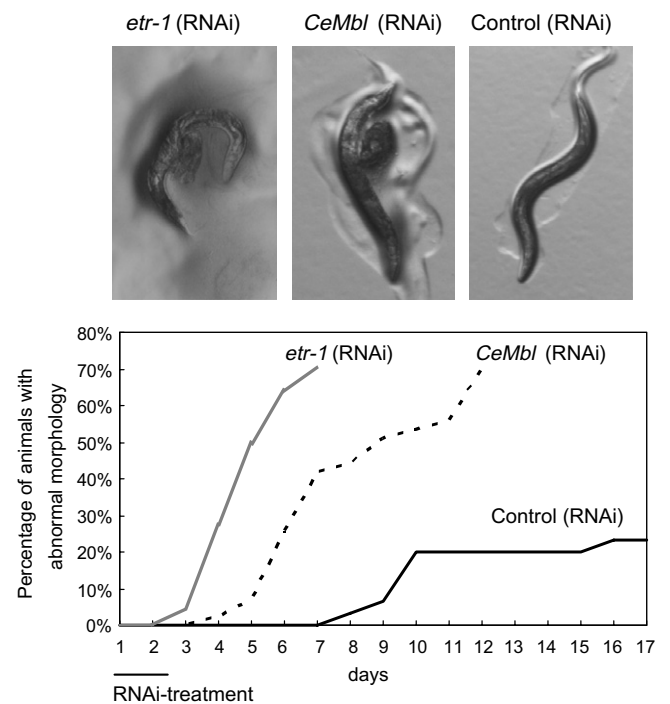 etr-1 (RNAi) CeMbl (RNAi) Control (RNAi)
80%
70%
60%
50%
40%
30%
20%
10%
0%
Percentage of animals with
abnormal morphology
etr-1 (RNAi)
CeMbl (RNAi)
Control (RNAi)
1 2 3 4 5 6 7 8 9 10 11 12 13 14 15 16 17
days
RNAi-treatment